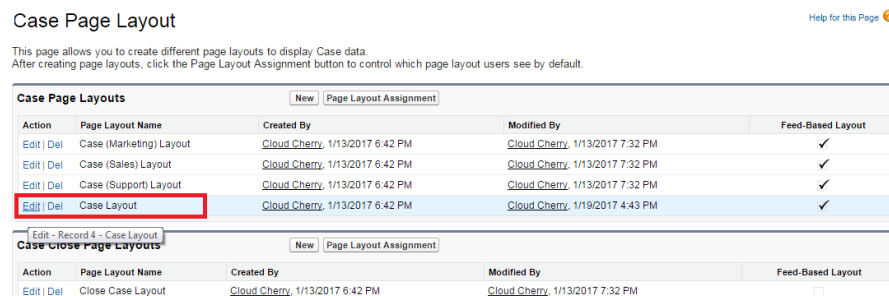 Case Page Layout
Help for this Page
This page allows you to create different page layouts to display Case data.
After creating page layouts, click the Page Layout Assignment button to control which page layout users see by default.
Case Page Layouts New Page Layout Assignment
Action Page Layout Name Created By Modified By Feed-Based Layout
Edit | Del Case (Marketing) Layout Cloud Cherry, 1/13/2017 6:42 PM Cloud Cherry, 1/13/2017 7:32 PM ✓
Edit | Del Case (Sales) Layout Cloud Cherry, 1/13/2017 6:42 PM Cloud Cherry, 1/13/2017 7:32 PM ✓
Edit | Del Case (Support) Layout Cloud Cherry, 1/13/2017 6:42 PM Cloud Cherry, 1/13/2017 7:32 PM ✓
Edit | Del Case Layout Cloud Cherry, 1/13/2017 6:42 PM Cloud Cherry, 1/19/2017 4:43 PM ✓
Edit - Record 4 - Case Layout
Case Close Page Layouts New Page Layout Assignment
Action Page Layout Name Created By Modified By Feed-Based Layout
Edit | Del Close Case Layout Cloud Cherry, 1/13/2017 6:42 PM Cloud Cherry, 1/13/2017 7:32 PM